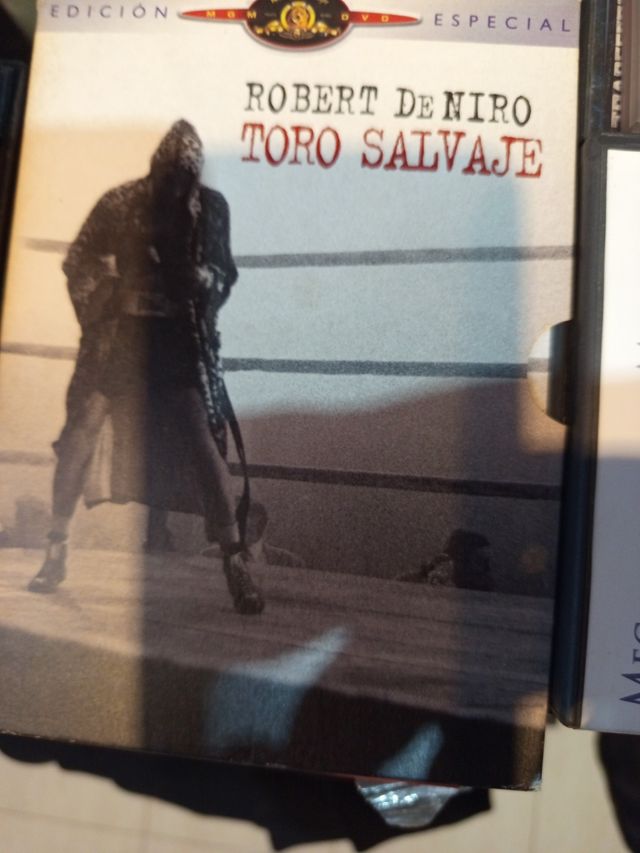 EDICIÓN MGM DVD ESPECIAL
ROBERT DE NIRO
TORO SALVAJE